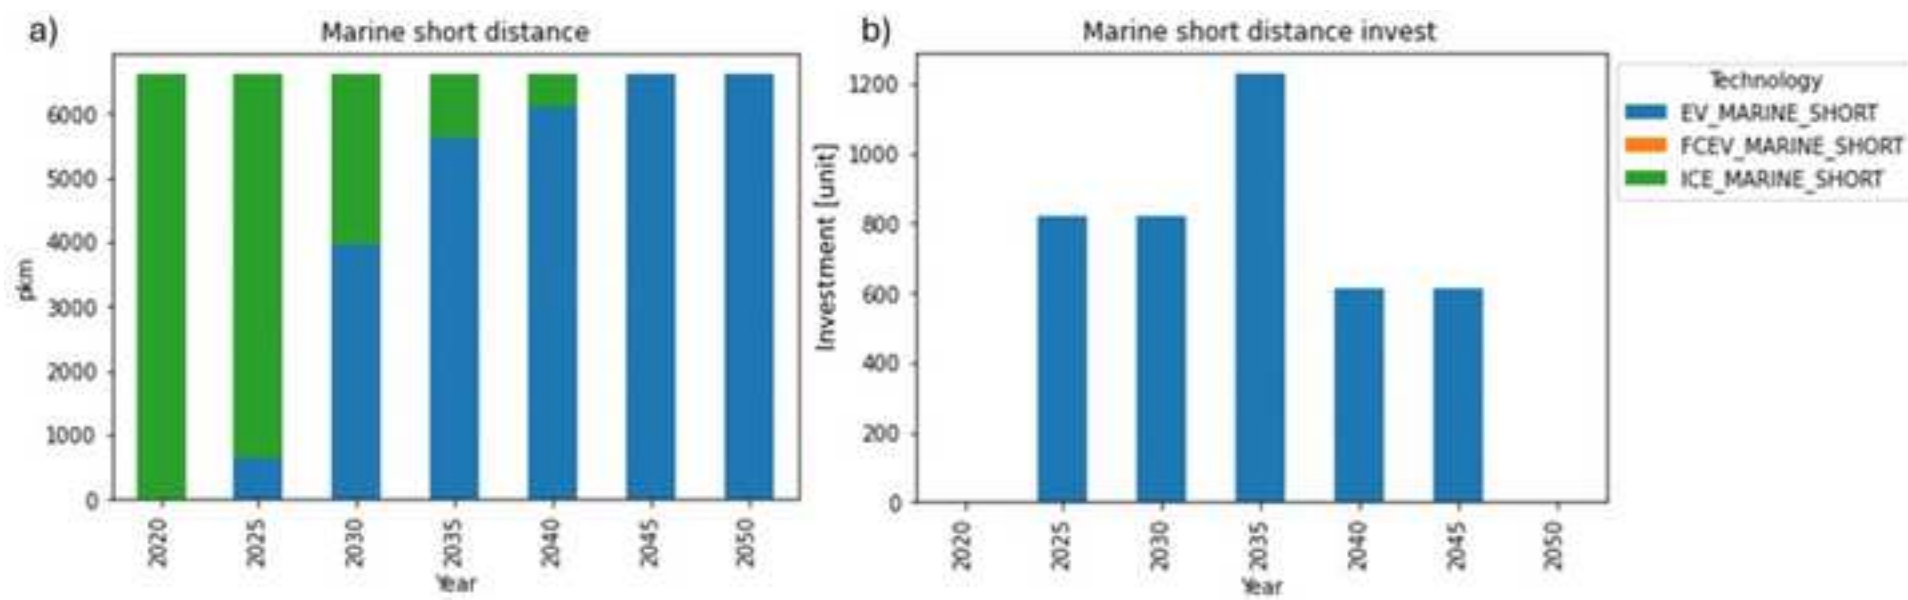 a)
Marine short distance
6000
5000
4000
3000
2000
1000
0
pkm
2020
2025
2030
2035
2040
2045
2050
Year
b)
Marine short distance invest
1200
1000
800
600
400
200
0
Investment [unit]
2020
2025
2030
2035
2040
2045
2050
Year
Technology
EV_MARINE_SHORT
FCEV_MARINE_SHORT
ICE_MARINE_SHORT